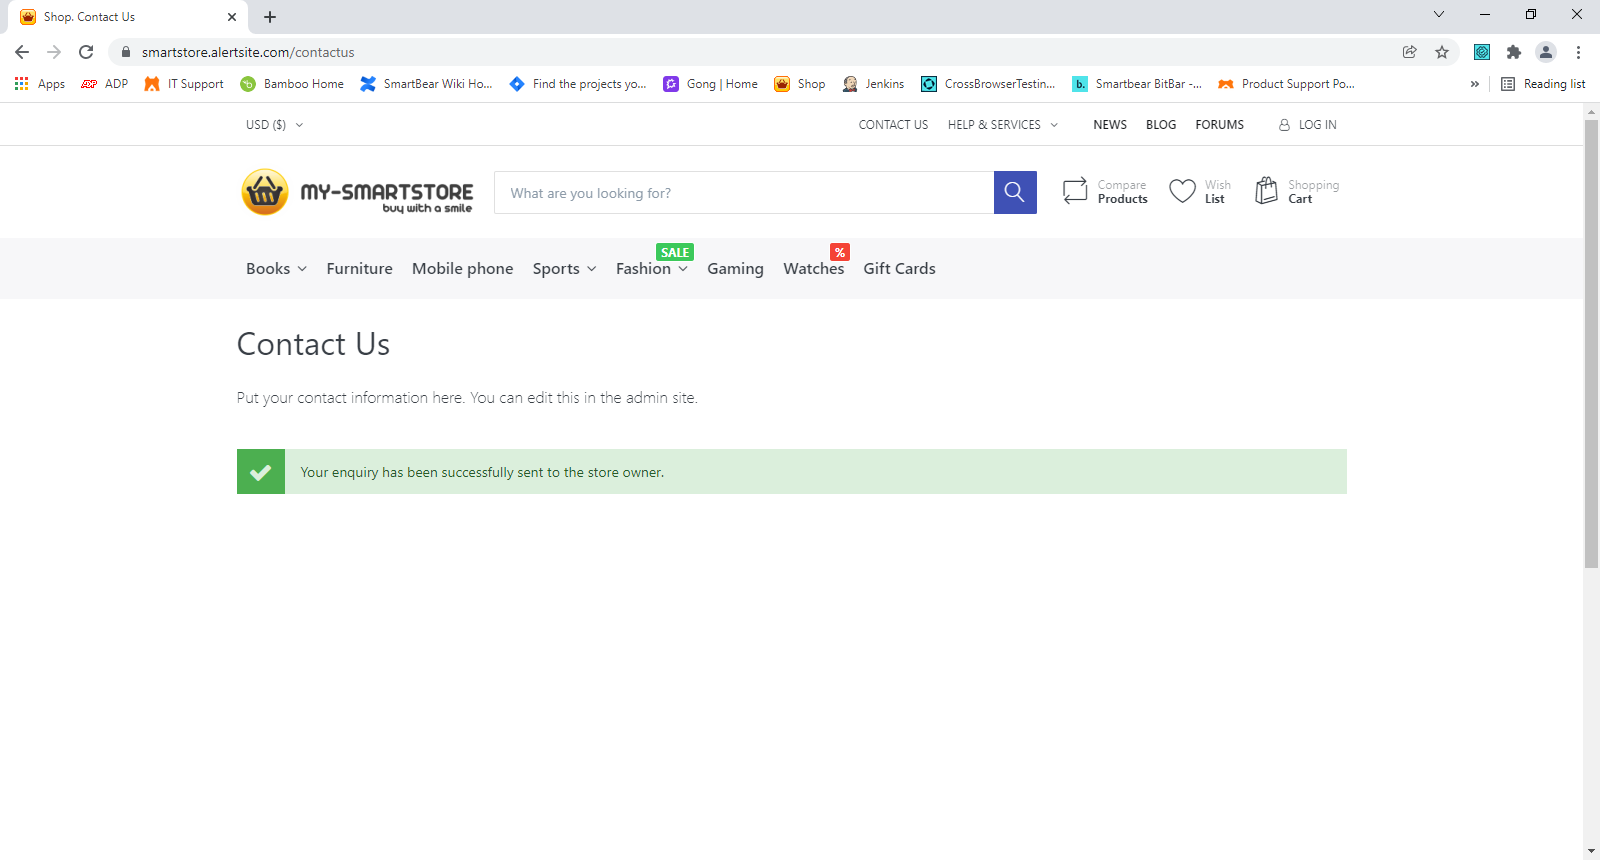 Shop. Contact Us
smartstore.alertsite.com/contactus
Apps ADP IT Support Bamboo Home SmartBear Wiki Ho... Find the projects yo... Gong | Home Shop Jenkins CrossBrowserTestin... b. Smartbear BitBar -... Product Support Po... » Reading list
USD ($) CONTACT US HELP & SERVICES NEWS BLOG FORUMS LOG IN
MY-SMARTSTORE
buy with a smile
What are you looking for?
Compare
Products
Wish
List
Shopping
Cart
SALE %
Books Furniture Mobile phone Sports Fashion Gaming Watches Gift Cards
Contact Us
Put your contact information here. You can edit this in the admin site.
Your enquiry has been successfully sent to the store owner.